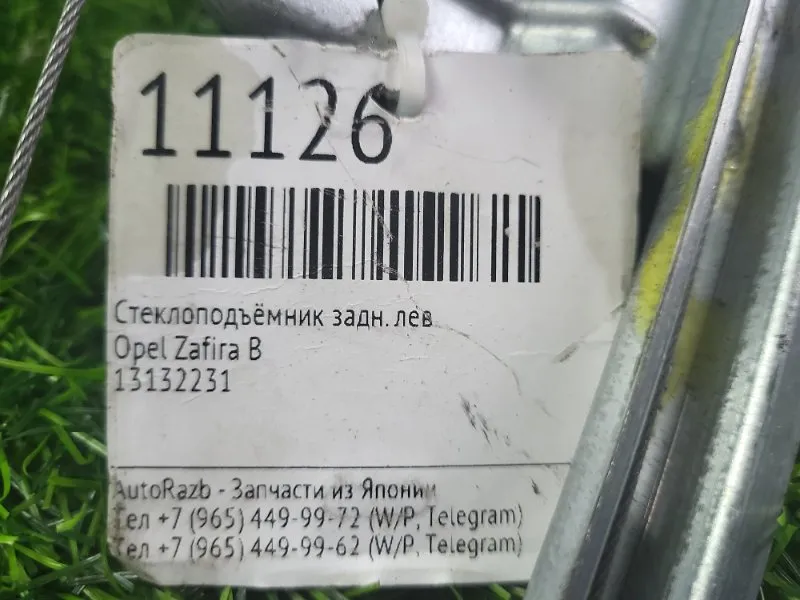 11126
Стеклоподъёмник задн. лев
Opel Zafira B
13132231
AutoRazb - Запчасти из Японии
Тел +7 (965) 449-99-72 (W/P, Telegram)
Тел +7 (965) 449-99-62 (W/P, Telegram)